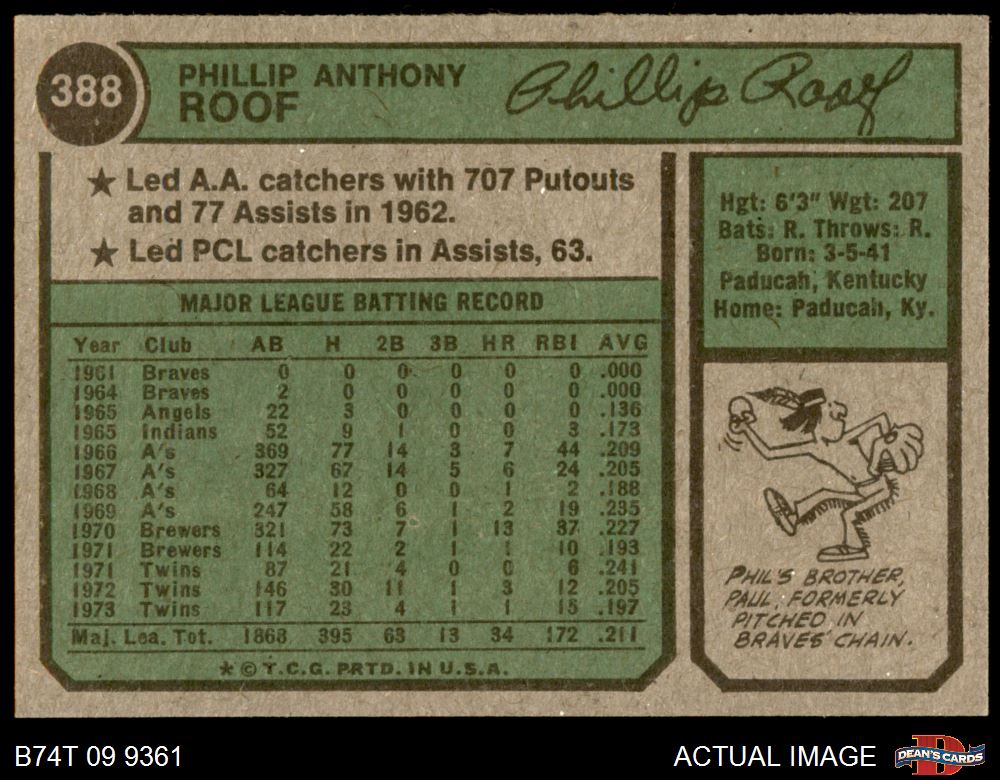 388
PHILLIP ANTHONY
ROOF
Phillip Roof
★ Led A.A. catchers with 707 Putouts
and 77 Assists in 1962.
★ Led PCL catchers in Assists, 63.
MAJOR LEAGUE BATTING RECORD
Year Club AB H 2B 3B HR RBI AVG
1961 Braves 0 0 0 0 0 0 .000
1964 Braves 2 0 0 0 0 0 .000
1965 Angels 22 3 0 0 0 0 .136
1965 Indians 52 9 1 0 0 3 .173
1966 A's 369 77 14 3 7 44 .209
1967 A's 327 67 14 5 6 24 .205
1968 A's 64 12 0 0 1 2 .188
1969 A's 247 58 6 1 2 19 .235
1970 Brewers 321 73 7 1 13 37 .227
1971 Brewers 114 22 2 1 1 10 .193
1971 Twins 87 21 4 0 0 6 .241
1972 Twins 146 30 11 1 3 12 .205
1973 Twins 117 23 4 1 1 15 .197
Maj. Lea. Tot. 1868 395 63 13 34 172 .211
★ © T.C.G. PRTD. IN U.S.A.
Hgt: 6'3" Wgt: 207
Bats: R. Throws: R.
Born: 3-5-41
Paducah, Kentucky
Home: Paducah, Ky.
PHIL'S BROTHER,
PAUL, FORMERLY
PITCHED IN
BRAVES' CHAIN.
B74T 09 9361
ACTUAL IMAGE
D
DEAN'S CARDS